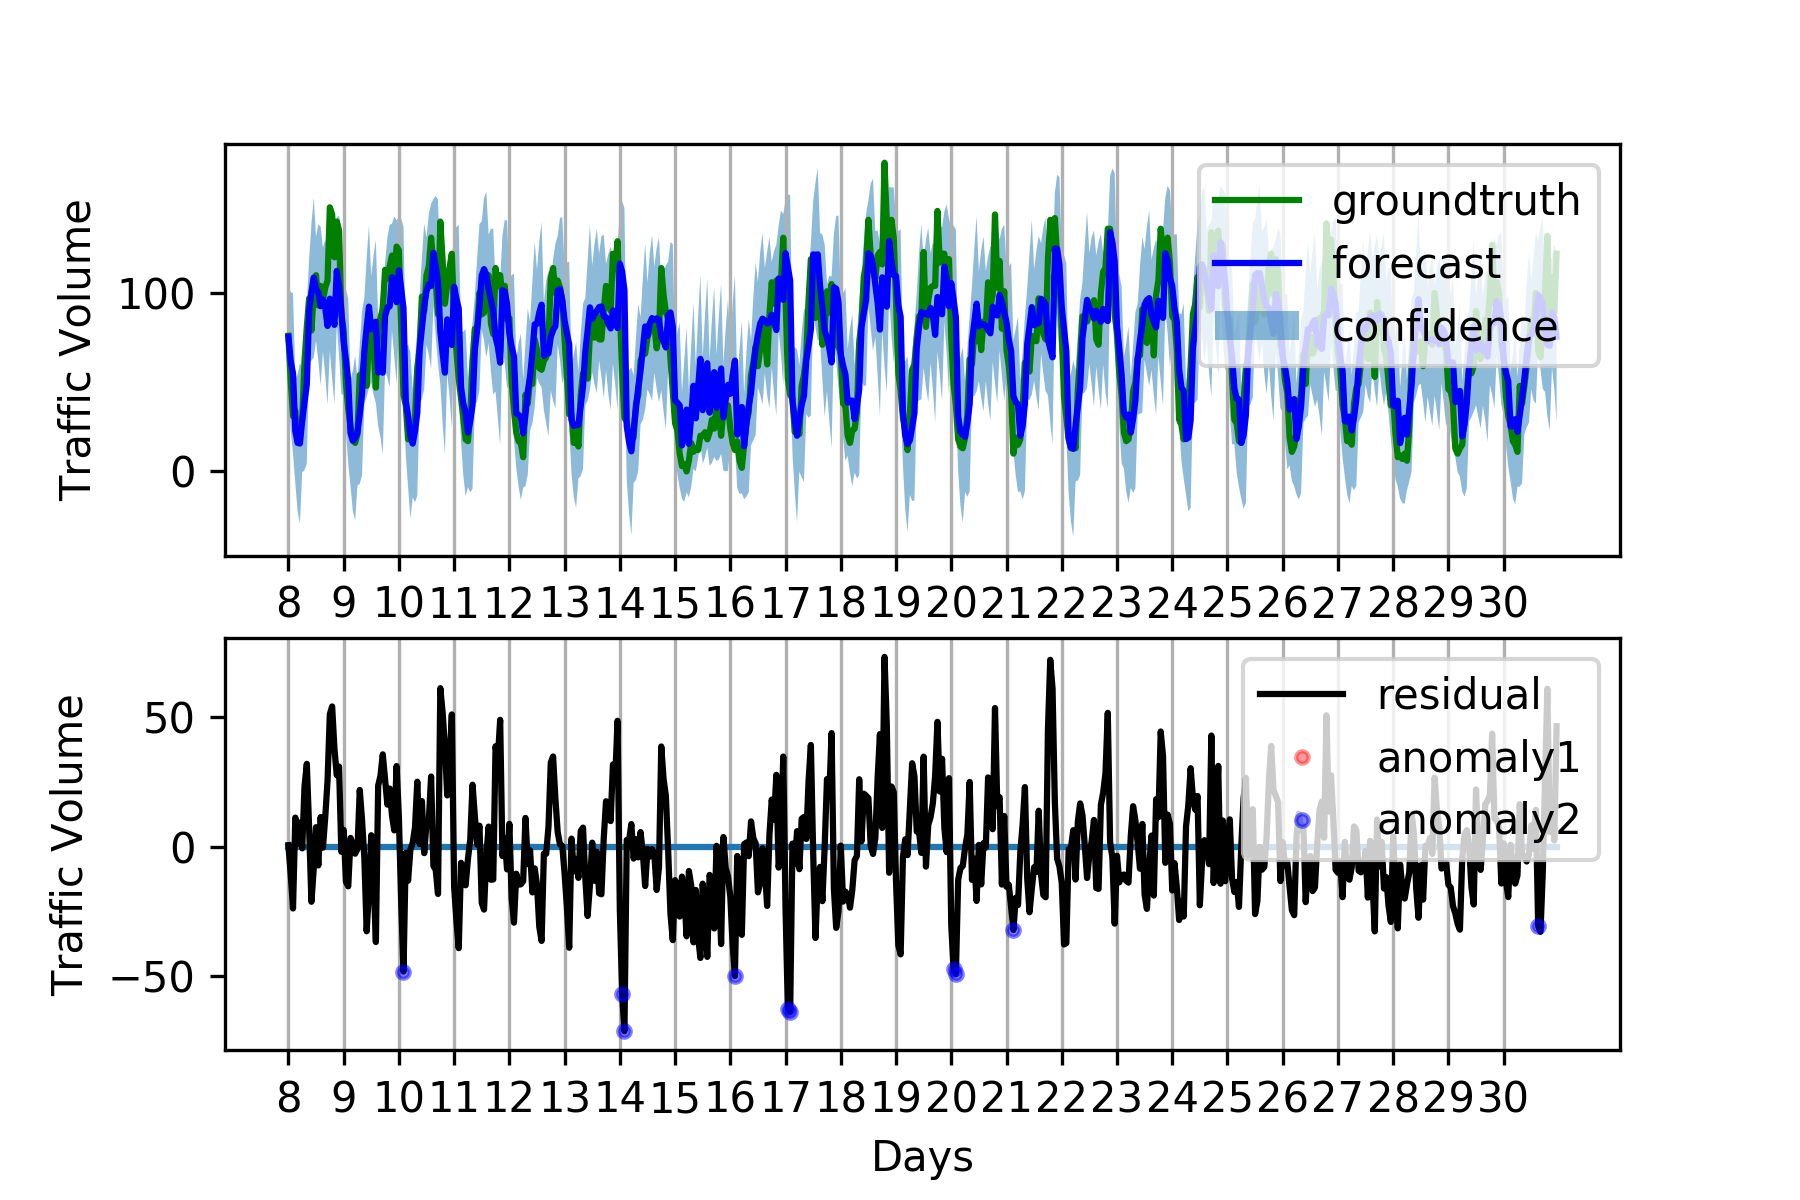 Traffic Volume
100
0
groundtruth
forecast
confidence
8 9 10 11 12 13 14 15 16 17 18 19 20 21 22 23 24 25 26 27 28 29 30
Traffic Volume
50
0
−50
residual
anomaly1
anomaly2
8 9 10 11 12 13 14 15 16 17 18 19 20 21 22 23 24 25 26 27 28 29 30
Days